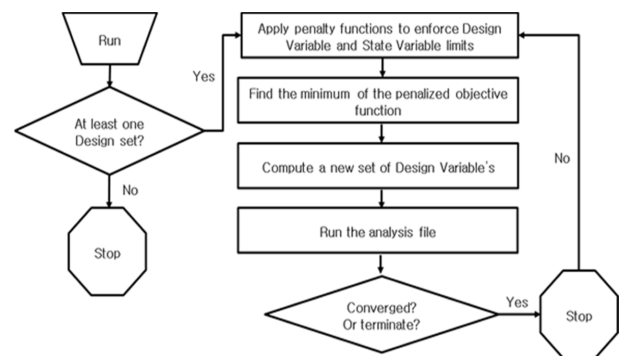 Run
At least one
Design set?
Yes
No
Stop
Apply penalty functions to enforce Design
Variable and State Variable limits
Find the minimum of the penalized objective
function
Compute a new set of Design Variable's
Run the analysis file
Converged?
Or terminate?
Yes
Stop
No